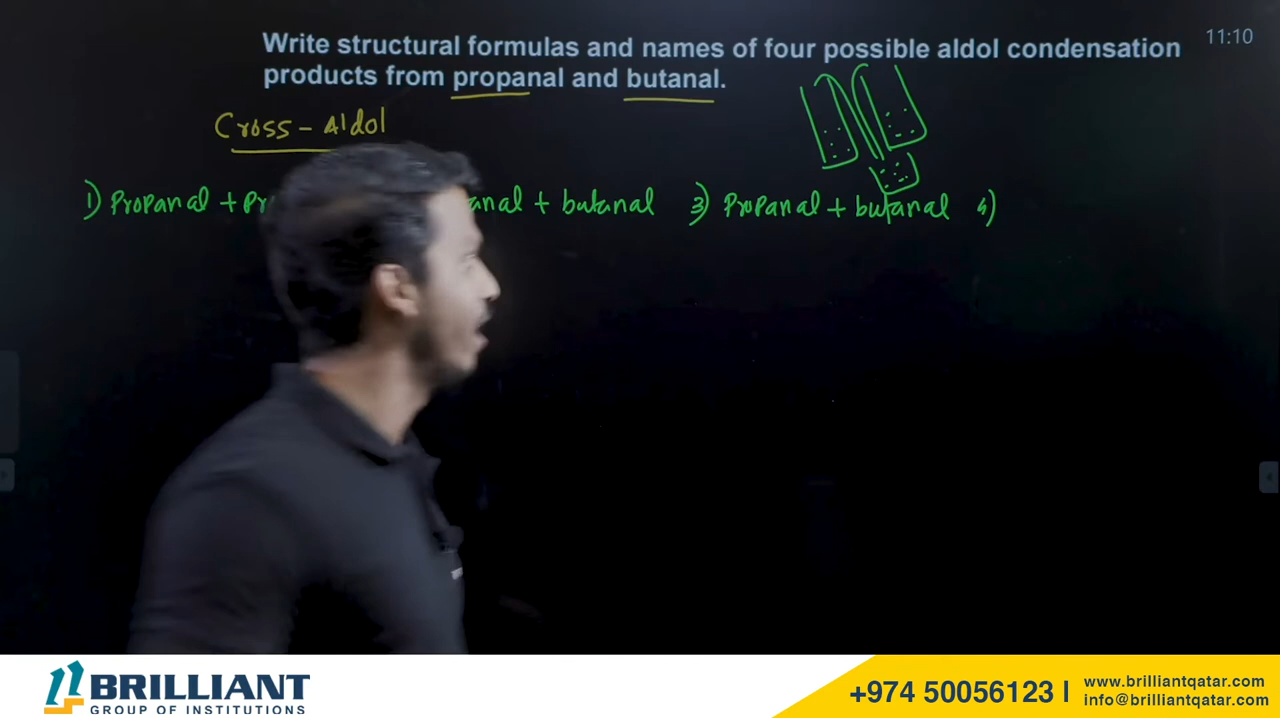 11:10
Write structural formulas and names of four possible aldol condensation
products from propanal and butanal.
Cross - Aldol
1) Propanal + + butanal 3) Propanal + butanal 4)
BRILLIANT
GROUP OF INSTITUTIONS
+974 50056123 |
www.brilliantqatar.com
info@brilliantqatar.com